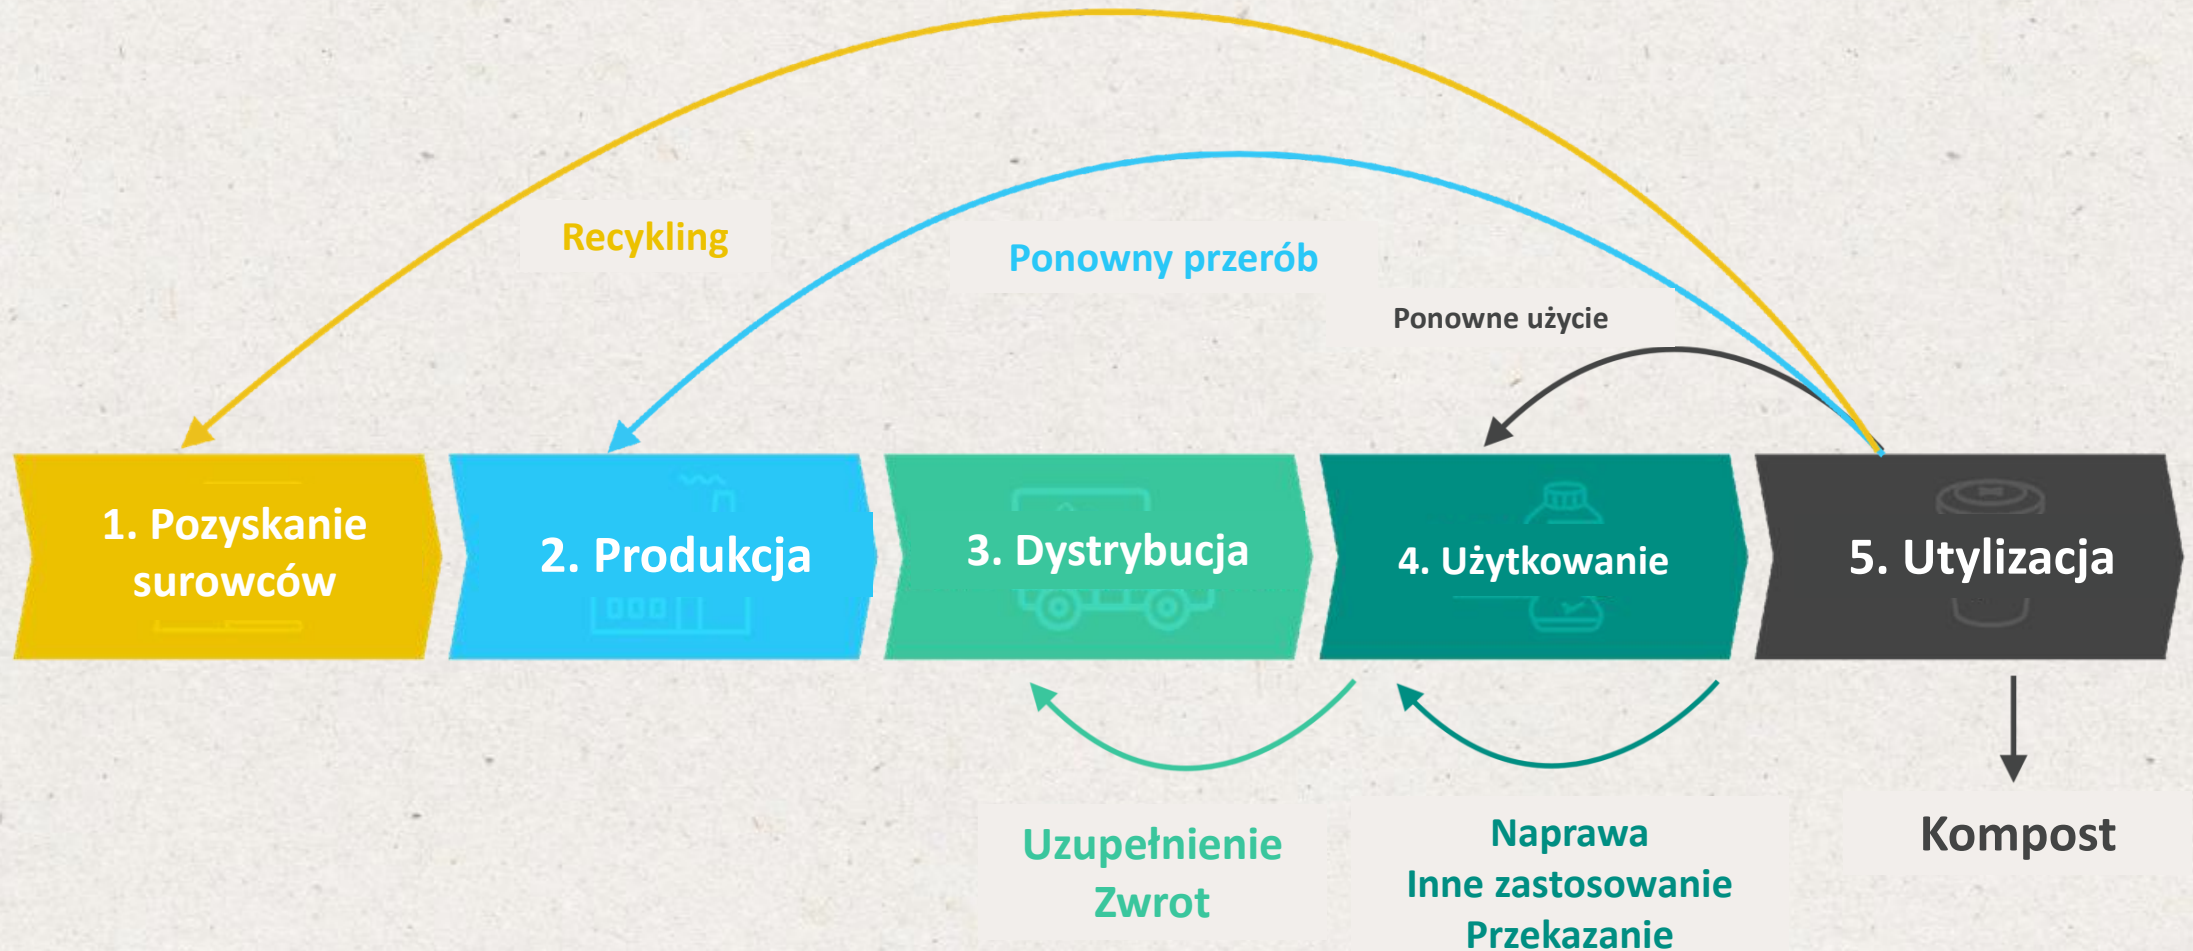 Recykling
Ponowny przerób
Ponowne użycie
1. Pozyskanie
surowców
2. Produkcja
3. Dystrybucja
4. Użytkowanie
5. Utylizacja
Uzupełnienie
Zwrot
Naprawa
Inne zastosowanie
Przekazanie
Kompost